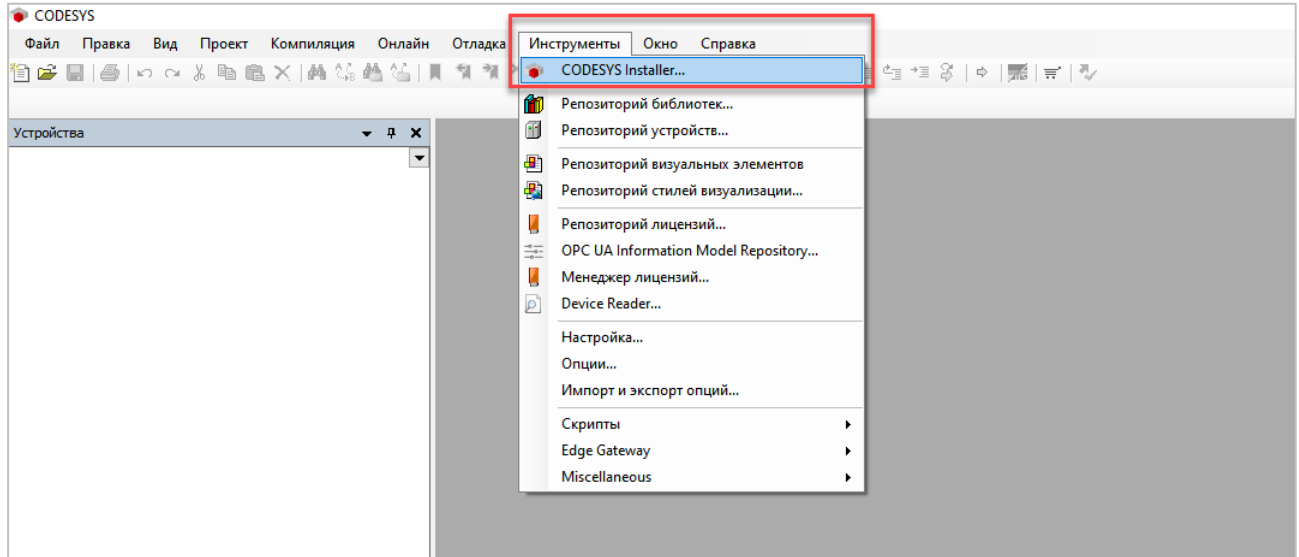 CODESYS
Файл Правка Вид Проект Компиляция Онлайн Отладка Инструменты Окно Справка
CODESYS Installer...
Репозиторий библиотек...
Устройства
Репозиторий устройств...
Репозиторий визуальных элементов
Репозиторий стилей визуализации...
Репозиторий лицензий...
OPC UA Information Model Repository...
Менеджер лицензий...
Device Reader...
Настройка...
Опции...
Импорт и экспорт опций...
Скрипты
Edge Gateway
Miscellaneous